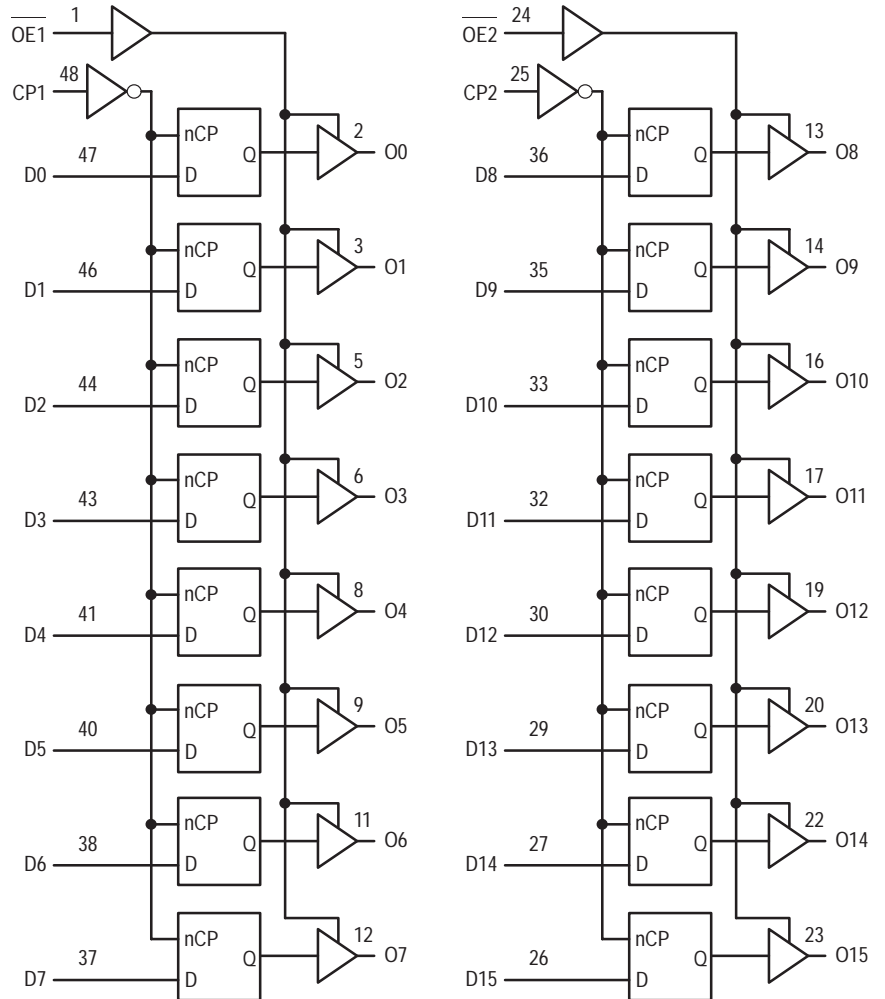 OE1 1
CP1 48
nCP
Q
D0 47 D
2 O0
nCP
Q
D1 46 D
3 O1
nCP
Q
D2 44 D
5 O2
nCP
Q
D3 43 D
6 O3
nCP
Q
D4 41 D
8 O4
nCP
Q
D5 40 D
9 O5
nCP
Q
D6 38 D
11 O6
nCP
Q
D7 37 D
12 O7
OE2 24
CP2 25
nCP
Q
D8 36 D
13 O8
nCP
Q
D9 35 D
14 O9
nCP
Q
D10 33 D
16 O10
nCP
Q
D11 32 D
17 O11
nCP
Q
D12 30 D
19 O12
nCP
Q
D13 29 D
20 O13
nCP
Q
D14 27 D
22 O14
nCP
Q
D15 26 D
23 O15